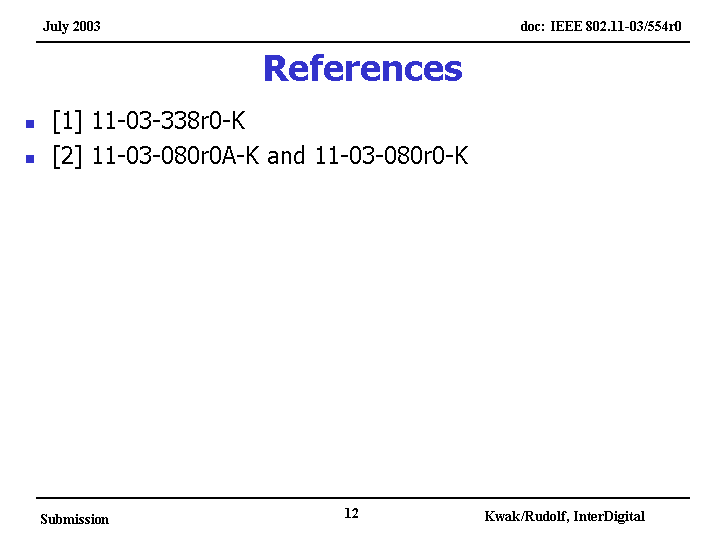 July 2003
doc: IEEE 802.11-03/554r0
References
[1] 11-03-338r0-K
[2] 11-03-080r0A-K and 11-03-080r0-K
Submission
12
Kwak/Rudolf, InterDigital